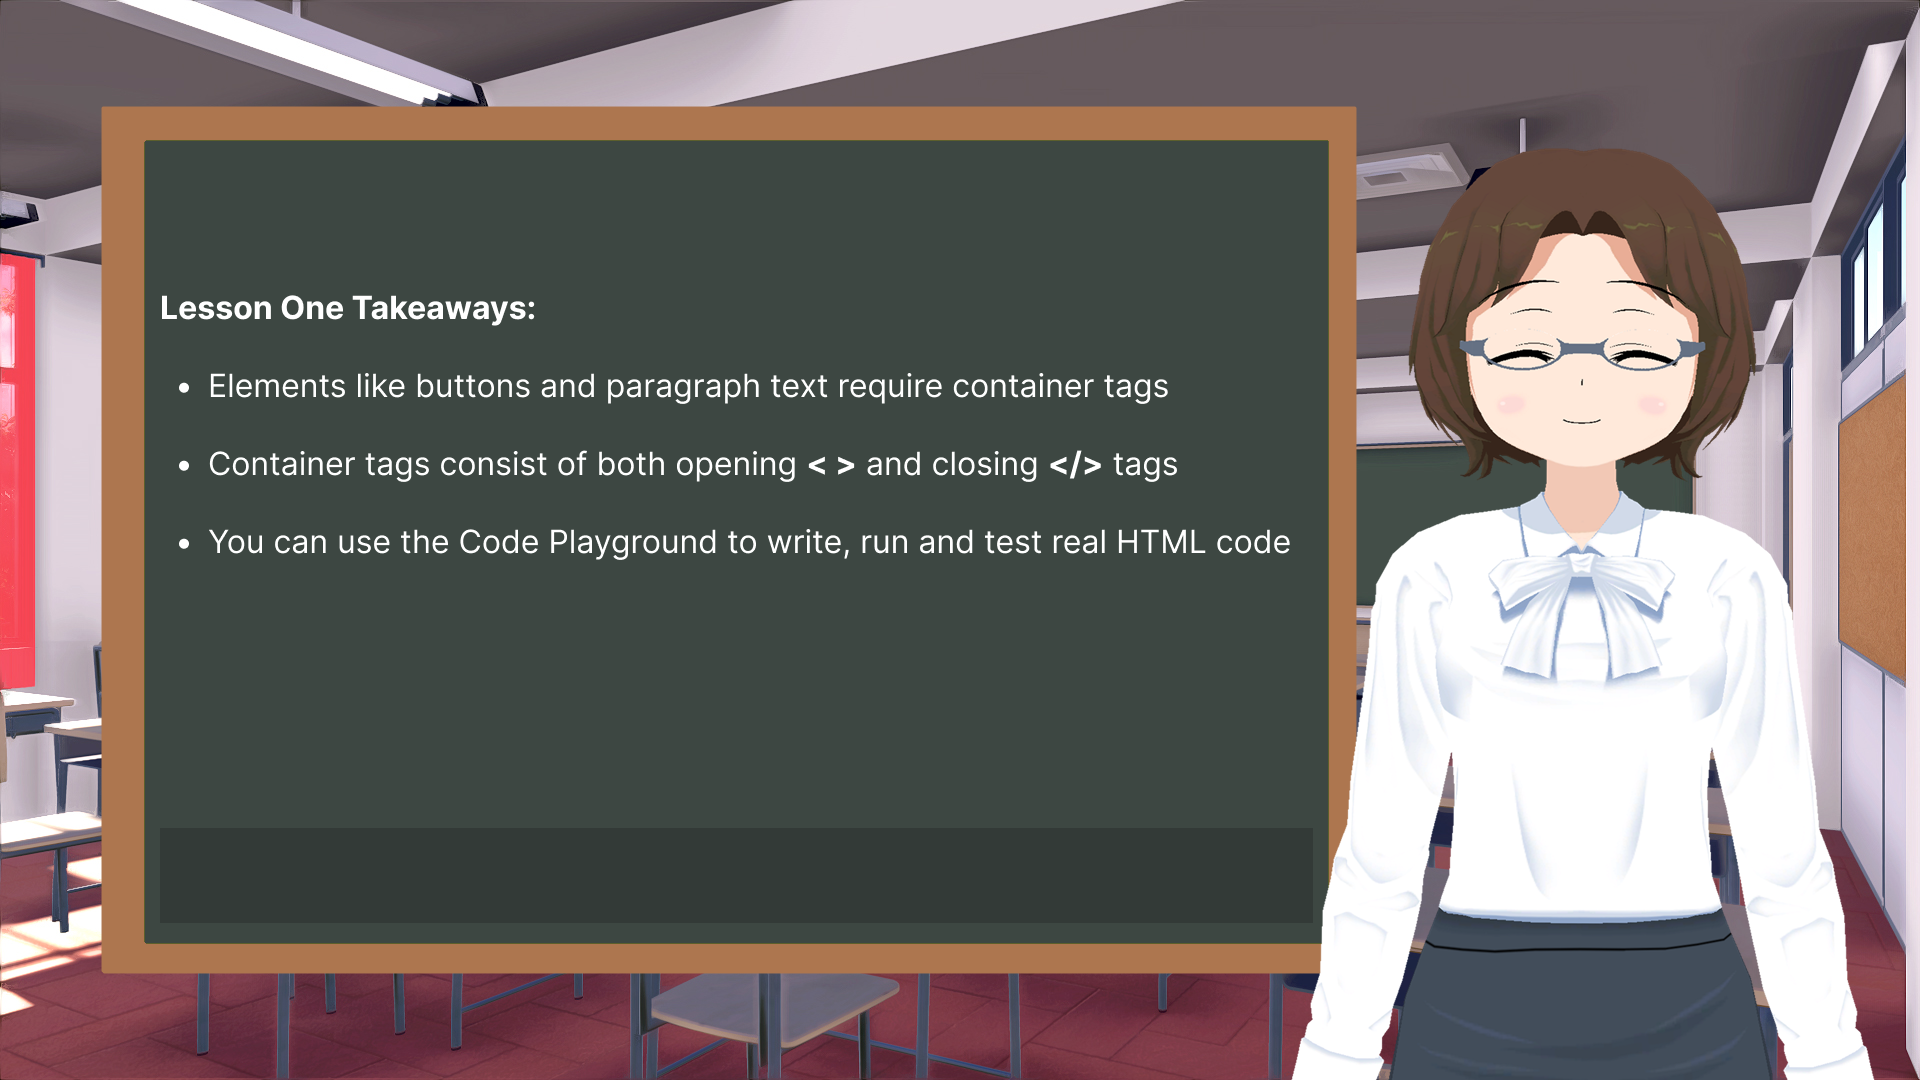 Lesson One Takeaways:
• Elements like buttons and paragraph text require container tags
• Container tags consist of both opening < > and closing </> tags
• You can use the Code Playground to write, run and test real HTML code